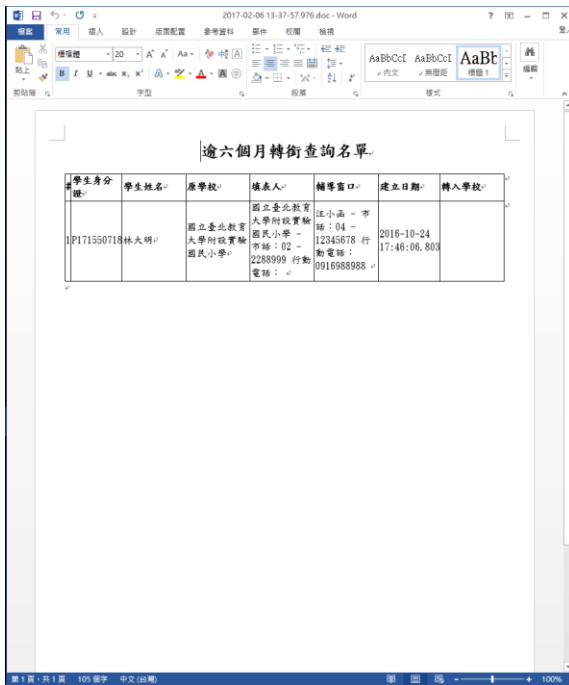 2017-02-06 13-37-57.976.doc - Word
檔案 常用 插入 設計 版面配置 參考資料 郵件 校閱 檢視 登入
貼上 標楷體 20 A A Aa
B I U abc X₂ X² A A
AaBbCcI AaBbCcI AaBb
內文 無間距 標題 1
編輯
剪貼簿 字型 段落 樣式
逾六個月轉銜查詢名單
# 學生身分證 學生姓名 原學校 填表人 輔導窗口 建立日期 轉入學校
1 P171550718 林大明
國立臺北教育
大學附設實驗
國民小學
國立臺北教育
大學附設實驗
國民小學 -
市話：02 -
2288999 行動
電話：
汪小函 - 市
話：04 -
12345678 行
動電話：
0916988988
2016-10-24
17:46:06.803
第 1 頁，共 1 頁 105 個字 中文 (台灣) 100%